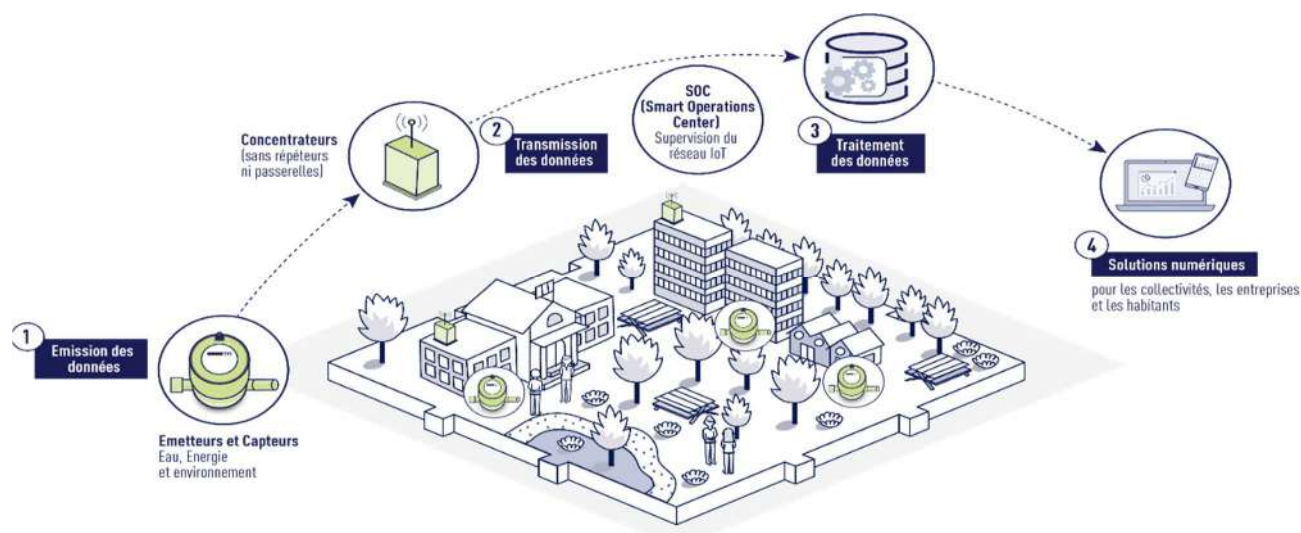 1
Emission des
données
Emetteurs et Capteurs
Eau, Energie
et environnement
Concentrateurs
(sans répéteurs
ni passerelles)
2
Transmission
des données
SOC
(Smart Operations
Center)
Supervision du
réseau IoT
3
Traitement
des données
4
Solutions numériques
pour les collectivités, les entreprises
et les habitants